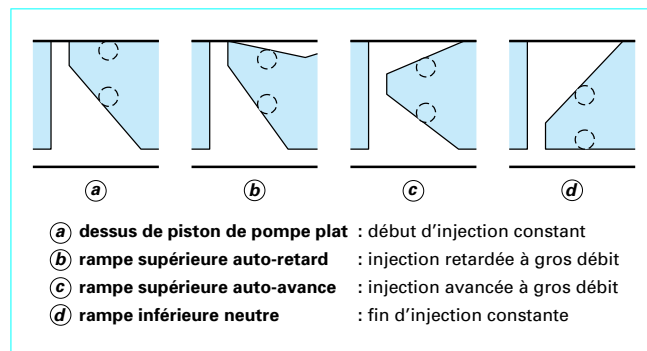 a b c d
a dessus de piston de pompe plat : début d'injection constant
b rampe supérieure auto-retard : injection retardée à gros débit
c rampe supérieure auto-avance : injection avancée à gros débit
d rampe inférieure neutre : fin d'injection constante